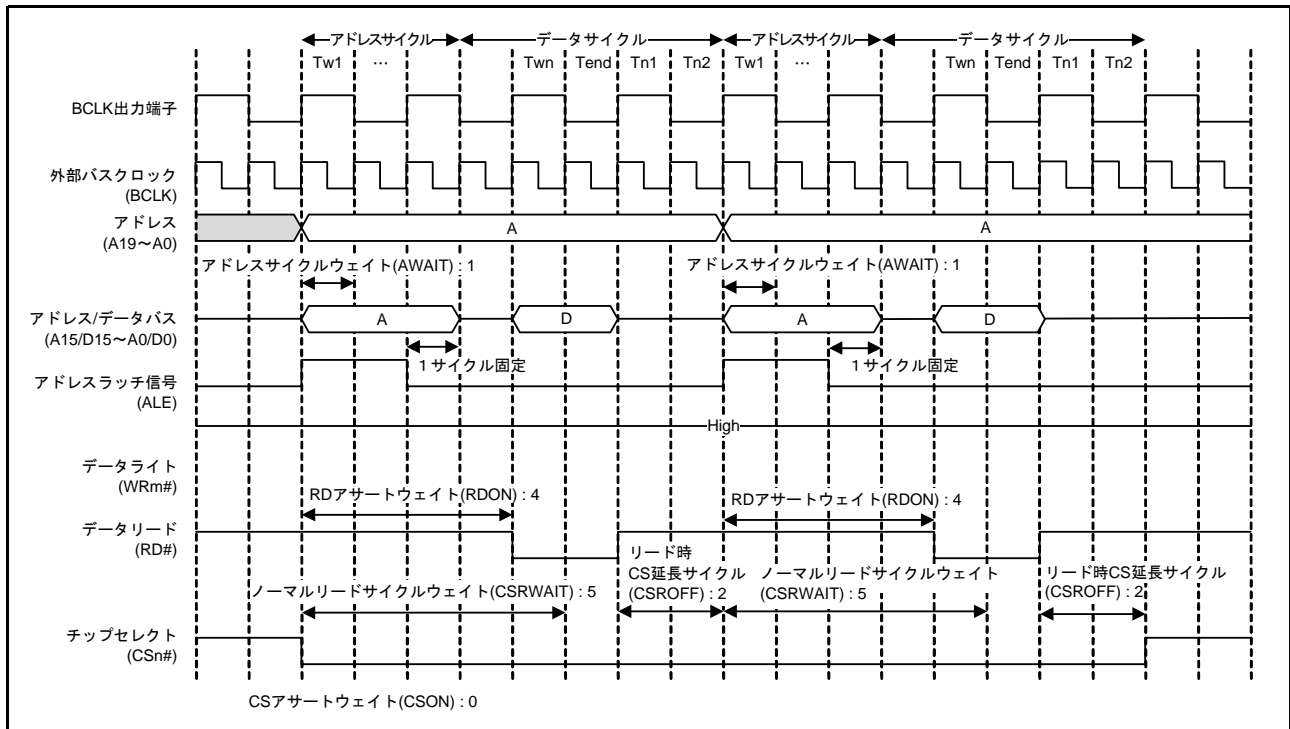 アドレスサイクル データサイクル アドレスサイクル データサイクル
Tw1 … Twn Tend Tn1 Tn2 Tw1 … Twn Tend Tn1 Tn2
BCLK出力端子
外部バスクロック
(BCLK)
アドレス
(A19～A0)
A A
アドレスサイクルウェイト(AWAIT) : 1 アドレスサイクルウェイト(AWAIT) : 1
アドレス/データバス
(A15/D15～A0/D0)
A D A D
1サイクル固定 1サイクル固定
アドレスラッチ信号
(ALE)
High
データライト
(WRm#)
RDアサートウェイト(RDON) : 4 RDアサートウェイト(RDON) : 4
データリード
(RD#)
リード時
CS延長サイクル
(CSROFF) : 2
ノーマルリードサイクルウェイト(CSRWAIT) : 5
ノーマルリードサイクルウェイト
(CSRWAIT) : 5
リード時CS延長サイクル
(CSROFF) : 2
チップセレクト
(CSn#)
CSアサートウェイト(CSON) : 0